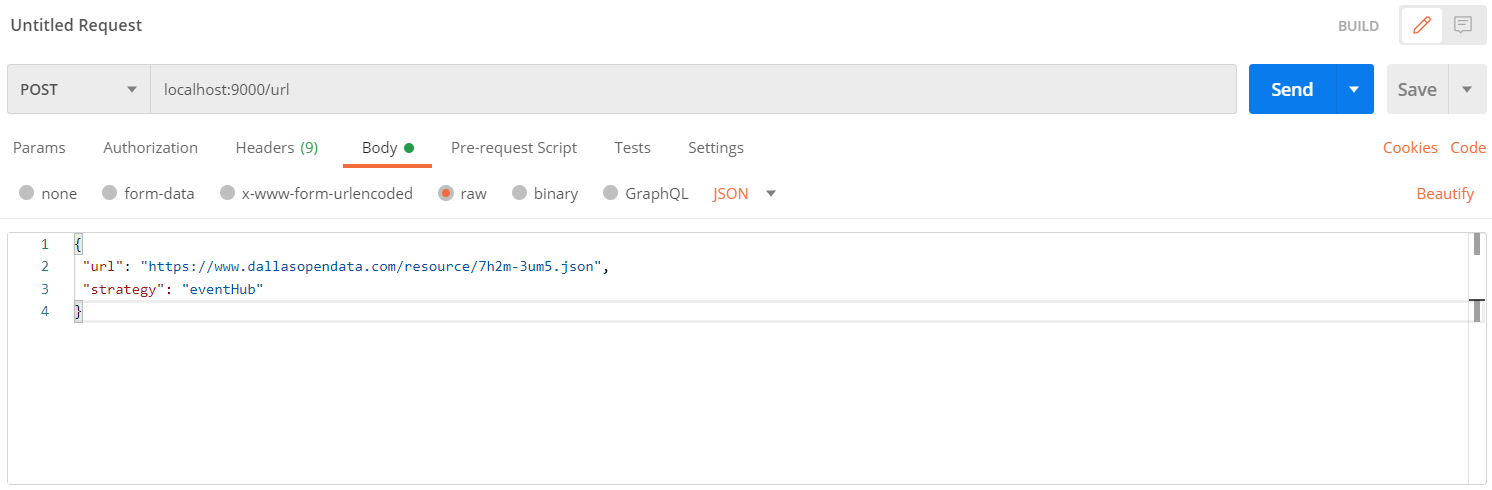 Untitled Request
BUILD
POST localhost:9000/url Send Save
Params Authorization Headers (9) Body Pre-request Script Tests Settings Cookies Code
none form-data x-www-form-urlencoded raw binary GraphQL JSON Beautify
1 {
2 "url": "https://www.dallasopendata.com/resource/7h2m-3um5.json",
3 "strategy": "eventHub"
4 }